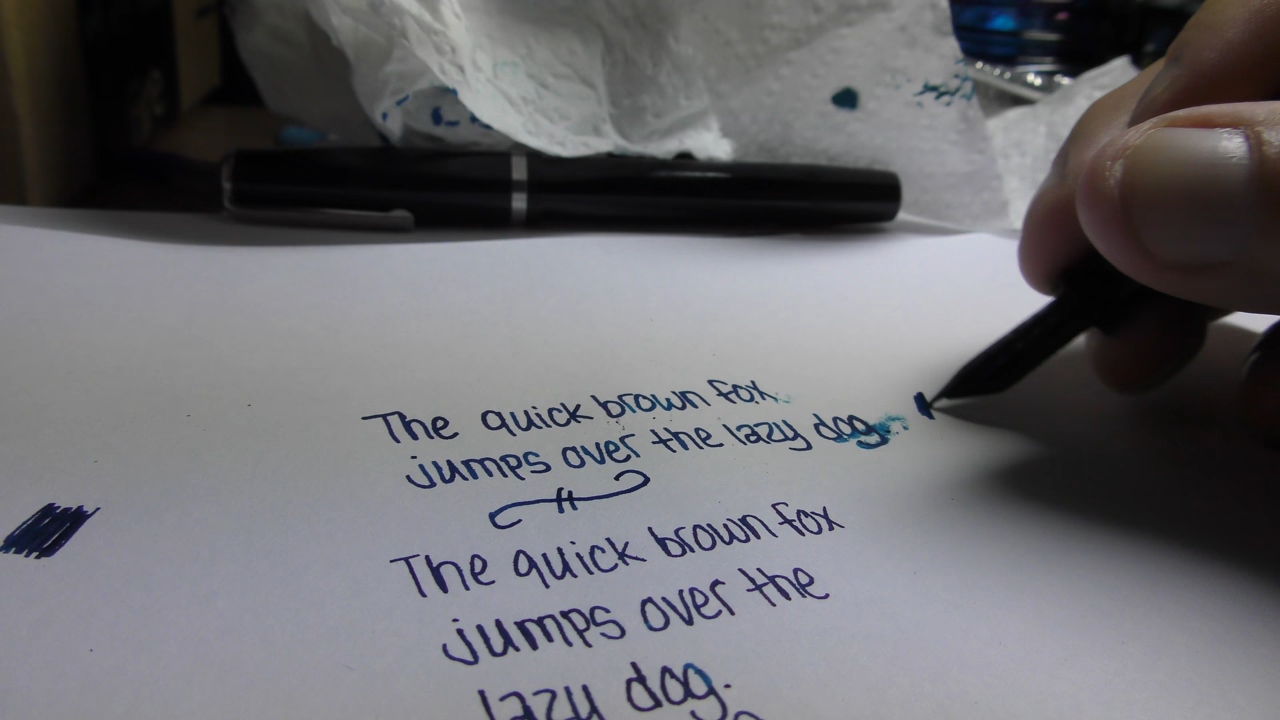 The quick brown fox
jumps over the lazy dog.
The quick brown fox
jumps over the
lazy dog.